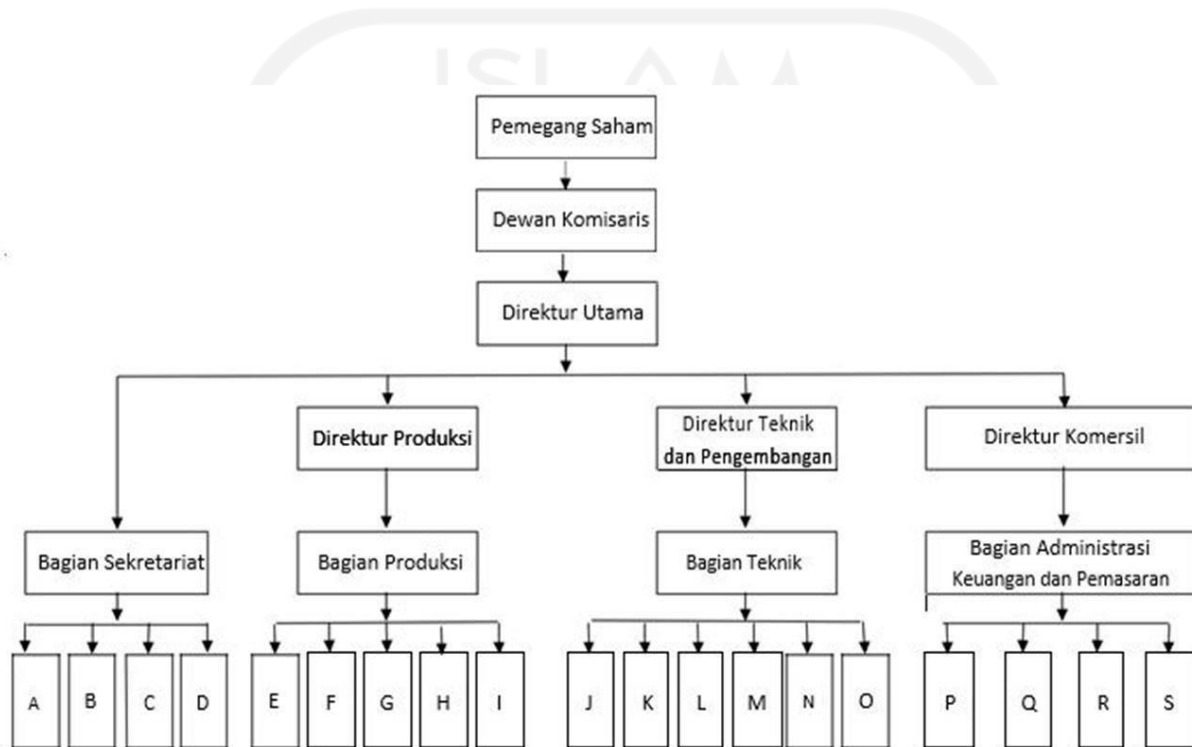 ISLAM
Pemegang Saham
Dewan Komisaris
Direktur Utama
Direktur Produksi
Direktur Teknik
dan Pengembangan
Direktur Komersil
Bagian Sekretariat
Bagian Produksi
Bagian Teknik
Bagian Administrasi
Keuangan dan Pemasaran
A B C D E F G H I J K L M N O P Q R S